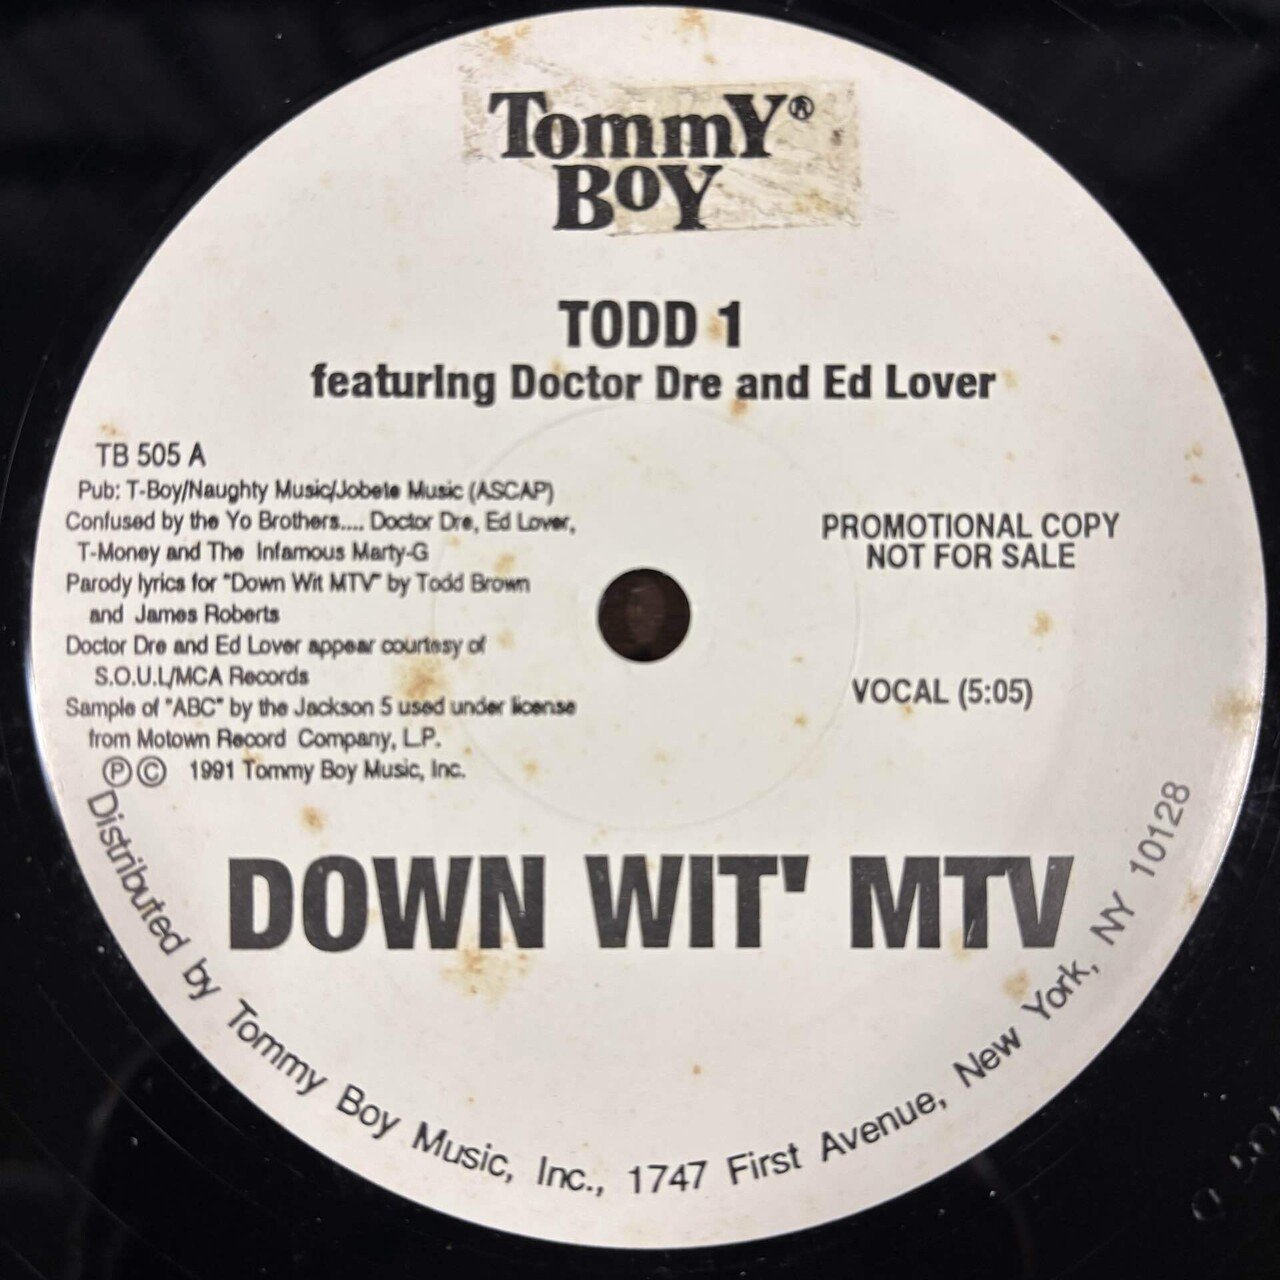 TommY®
BoY
TODD 1
featuring Doctor Dre and Ed Lover
TB 505 A
Pub: T-Boy/Naughty Music/Jobete Music (ASCAP)
Confused by the Yo Brothers.... Doctor Dre, Ed Lover,
T-Money and The Infamous Marty-G
Parody lyrics for "Down Wit MTV" by Todd Brown
and James Roberts
Doctor Dre and Ed Lover appear courtesy of
S.O.U.L/MCA Records
Sample of "ABC" by the Jackson 5 used under license
from Motown Record Company, L.P.
Ⓟ© 1991 Tommy Boy Music, Inc.
PROMOTIONAL COPY
NOT FOR SALE
VOCAL (5:05)
DOWN WIT' MTV
Distributed by Tommy Boy Music, Inc., 1747 First Avenue, New York, NY 10128